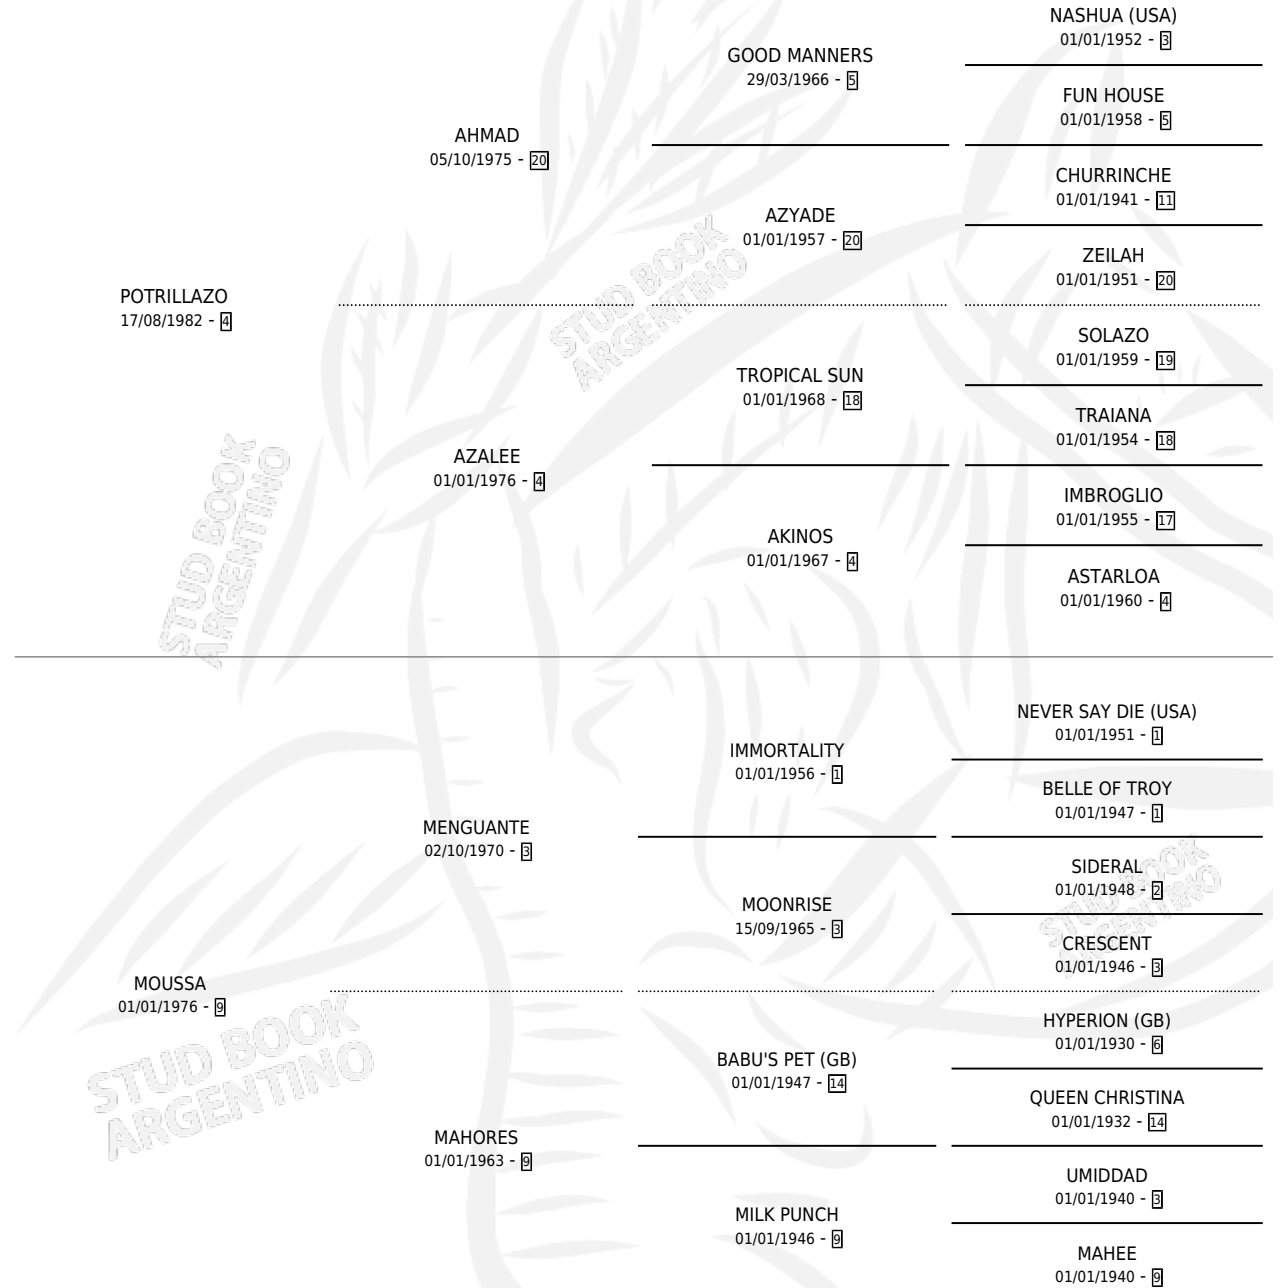 NASHUA (USA)
01/01/1952 - 3
GOOD MANNERS
29/03/1966 - 5
FUN HOUSE
01/01/1958 - 5
AHMAD
05/10/1975 - 20
CHURRINCHE
01/01/1941 - 11
AZYADE
01/01/1957 - 20
ZEILAH
01/01/1951 - 20
POTRILLAZO
17/08/1982 - 4
STUD BOOK
ARGENTINO
SOLAZO
01/01/1959 - 19
TROPICAL SUN
01/01/1968 - 18
TRAIANA
01/01/1954 - 18
AZALEE
01/01/1976 - 4
IMBROGLIO
01/01/1955 - 17
AKINOS
01/01/1967 - 4
ASTARLOA
01/01/1960 - 4
STUD BOOK
ARGENTINO
NEVER SAY DIE (USA)
01/01/1951 - 1
IMMORTALITY
01/01/1956 - 1
BELLE OF TROY
01/01/1947 - 1
MENGUANTE
02/10/1970 - 3
SIDERAL
01/01/1948 - 2
MOONRISE
15/09/1965 - 3
CRESCENT
01/01/1946 - 3
STUD BOOK
ARGENTINO
MOUSSA
01/01/1976 - 9
HYPERION (GB)
01/01/1930 - 6
BABU'S PET (GB)
01/01/1947 - 14
QUEEN CHRISTINA
01/01/1932 - 14
STUD BOOK
ARGENTINO
MAHORES
01/01/1963 - 9
UMIDDAD
01/01/1940 - 3
MILK PUNCH
01/01/1946 - 9
MAHEE
01/01/1940 - 9